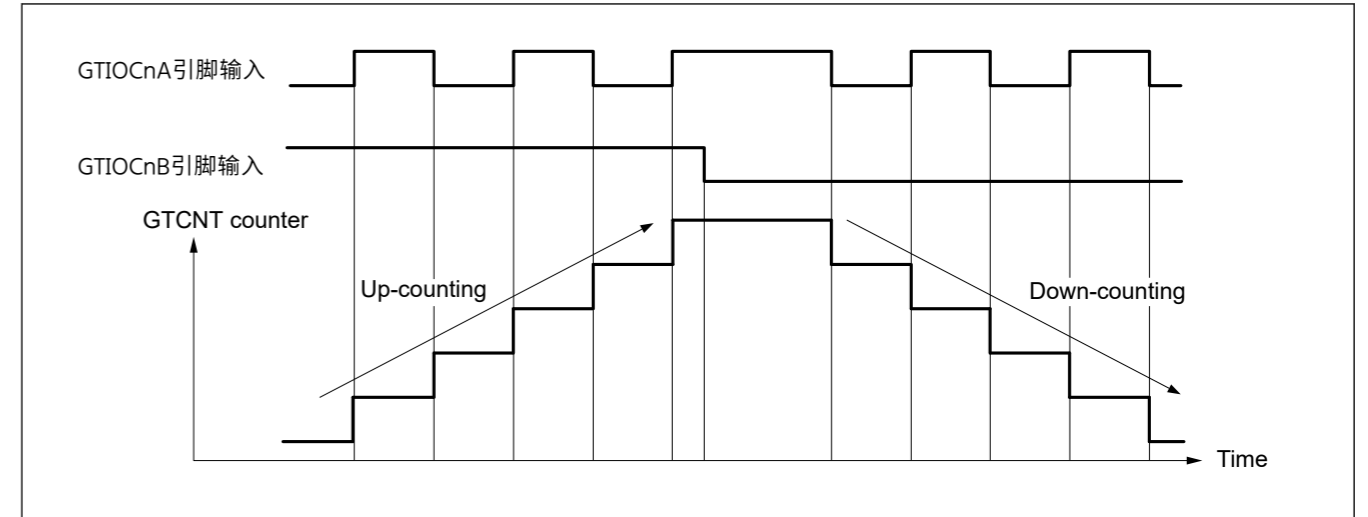 GTIOCnA引脚输入
GTIOCnB引脚输入
GTCNT counter
Up-counting
Down-counting
Time